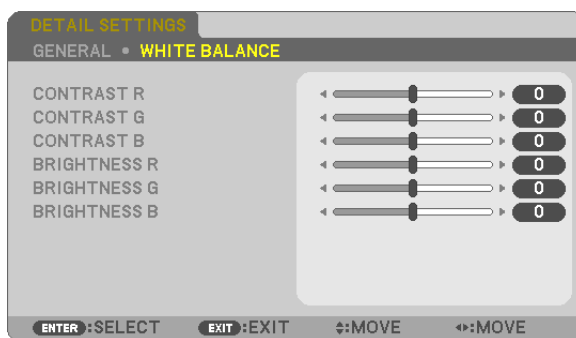 DETAIL SETTINGS
GENERAL • WHITE BALANCE
CONTRAST R 0
CONTRAST G 0
CONTRAST B 0
BRIGHTNESS R 0
BRIGHTNESS G 0
BRIGHTNESS B 0
ENTER :SELECT EXIT :EXIT :MOVE :MOVE